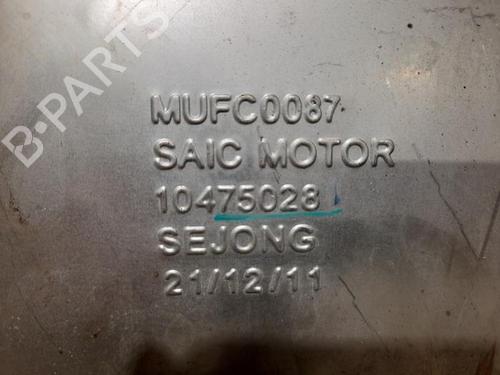 B-PARTS
MUFC0087
SAIC MOTOR
10475028
SEJONG
21/12/11